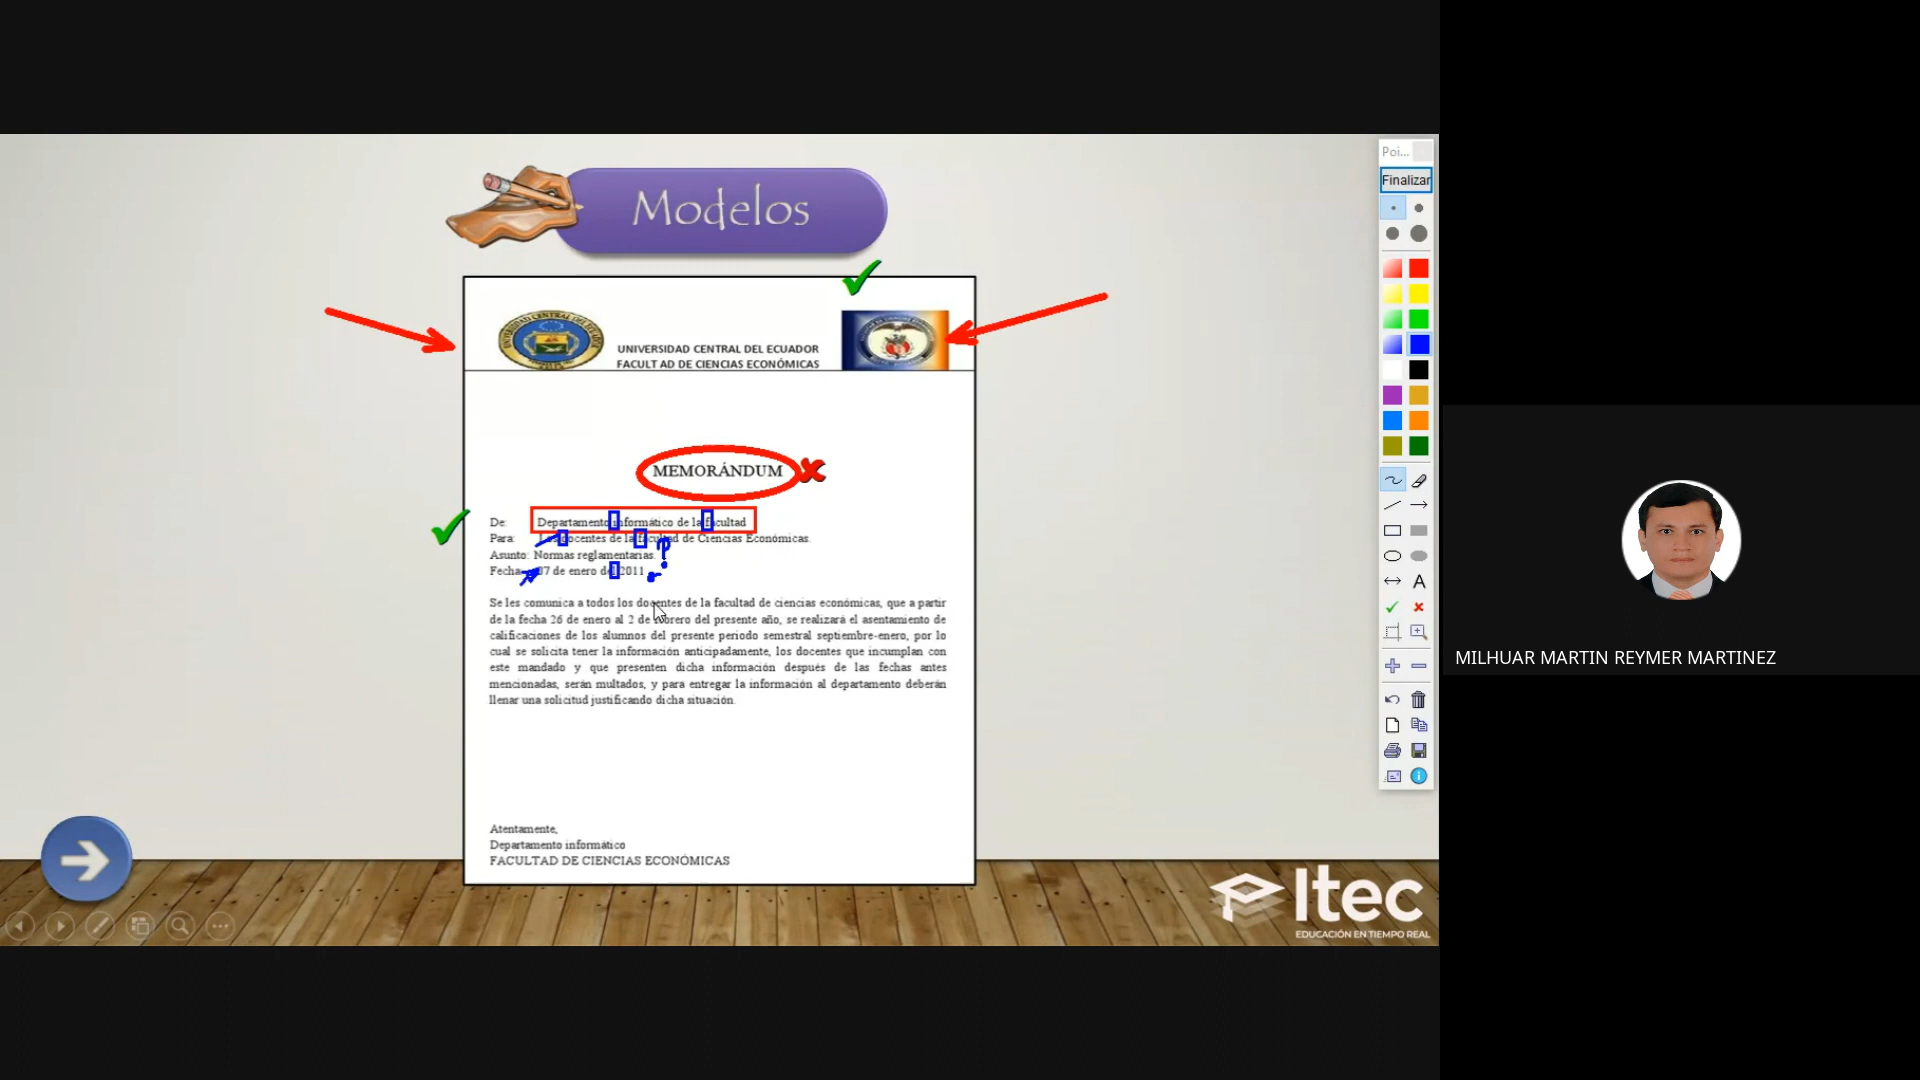 Poi...
Finalizar
Modelos
UNIVERSIDAD CENTRAL DEL ECUADOR
FACULT AD DE CIENCIAS ECONÓMICAS
MEMORÁNDUM
De: Departamento informático de la facultad
Para: Los docentes de la facultad de Ciencias Económicas.
Asunto: Normas reglamentarias.
Fecha: 07 de enero del 2011
Se les comunica a todos los docentes de la facultad de ciencias económicas, que a partir
de la fecha 26 de enero al 2 de febrero del presente año, se realizará el asentamiento de
calificaciones de los alumnos del presente periodo semestral septiembre-enero, por lo
cual se solicita tener la información anticipadamente, los docentes que incumplan con
este mandado y que presenten dicha información después de las fechas antes
mencionadas, serán multados, y para entregar la información al departamento deberán
llenar una solicitud justificando dicha situación.
Atentamente,
Departamento informático
FACULTAD DE CIENCIAS ECONÓMICAS
Itec
EDUCACIÓN EN TIEMPO REAL
MILHUAR MARTIN REYMER MARTINEZ